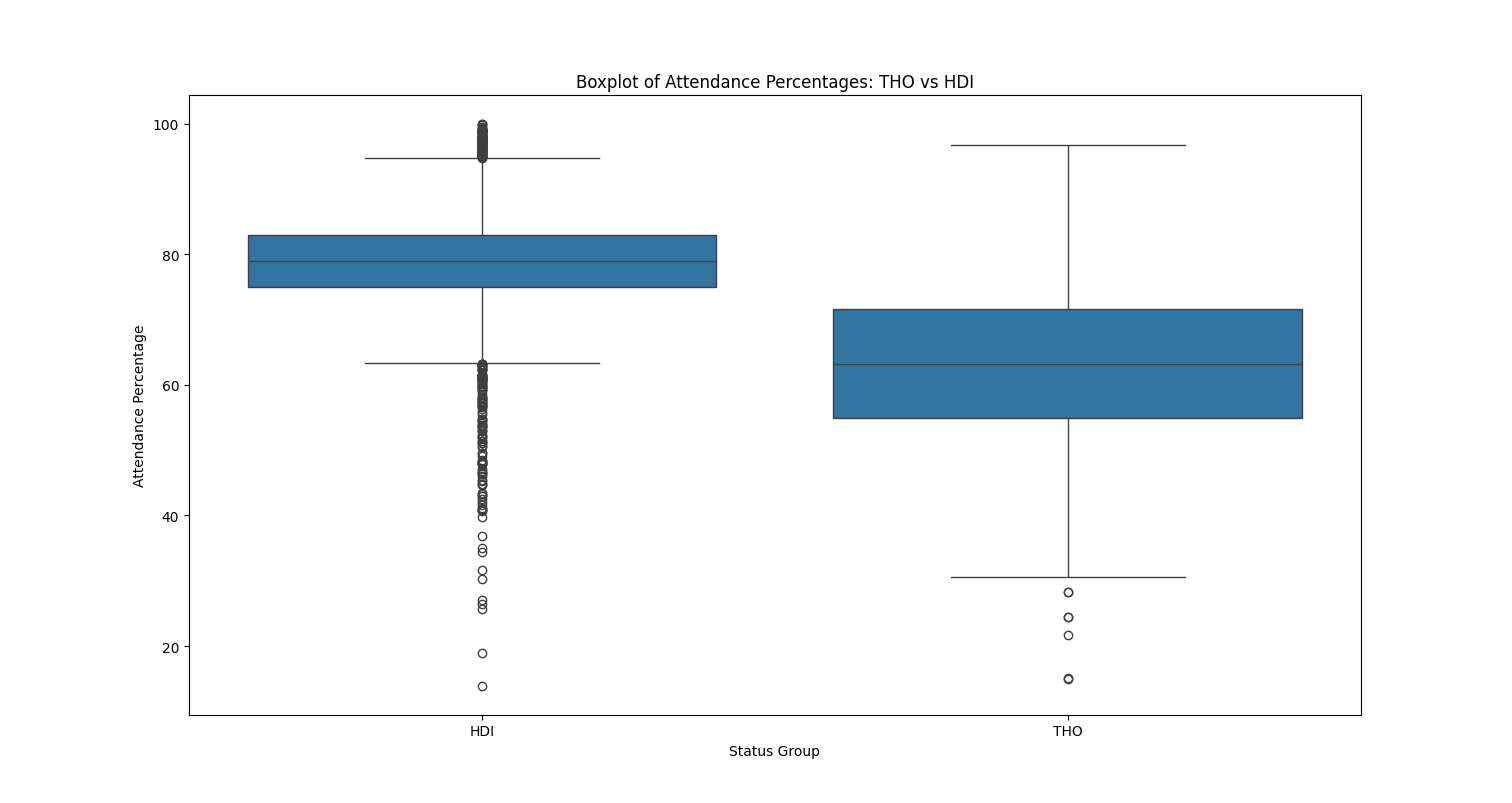 Boxplot of Attendance Percentages: THO vs HDI
100
80
60
40
20
Attendance Percentage
HDI
THO
Status Group